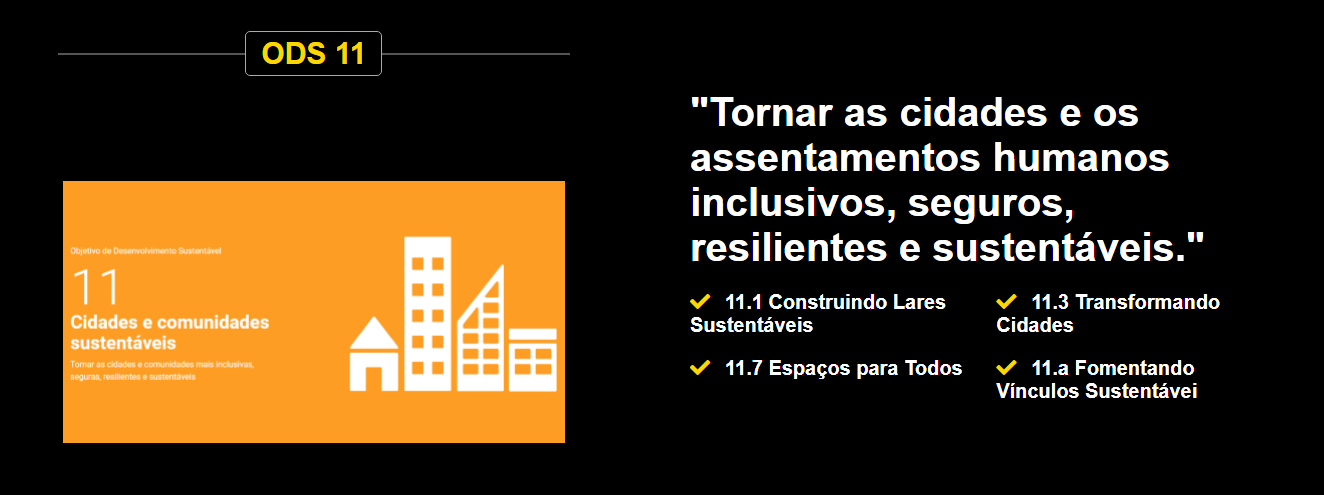 ODS 11
Objetivo de Desenvolvimento Sustentável
11
Cidades e comunidades
sustentáveis
Tornar as cidades e comunidades mais inclusivas,
seguras, resilientes e sustentáveis
"Tornar as cidades e os
assentamentos humanos
inclusivos, seguros,
resilientes e sustentáveis."
11.1 Construindo Lares
Sustentáveis
11.3 Transformando
Cidades
11.7 Espaços para Todos
11.a Fomentando
Vínculos Sustentávei